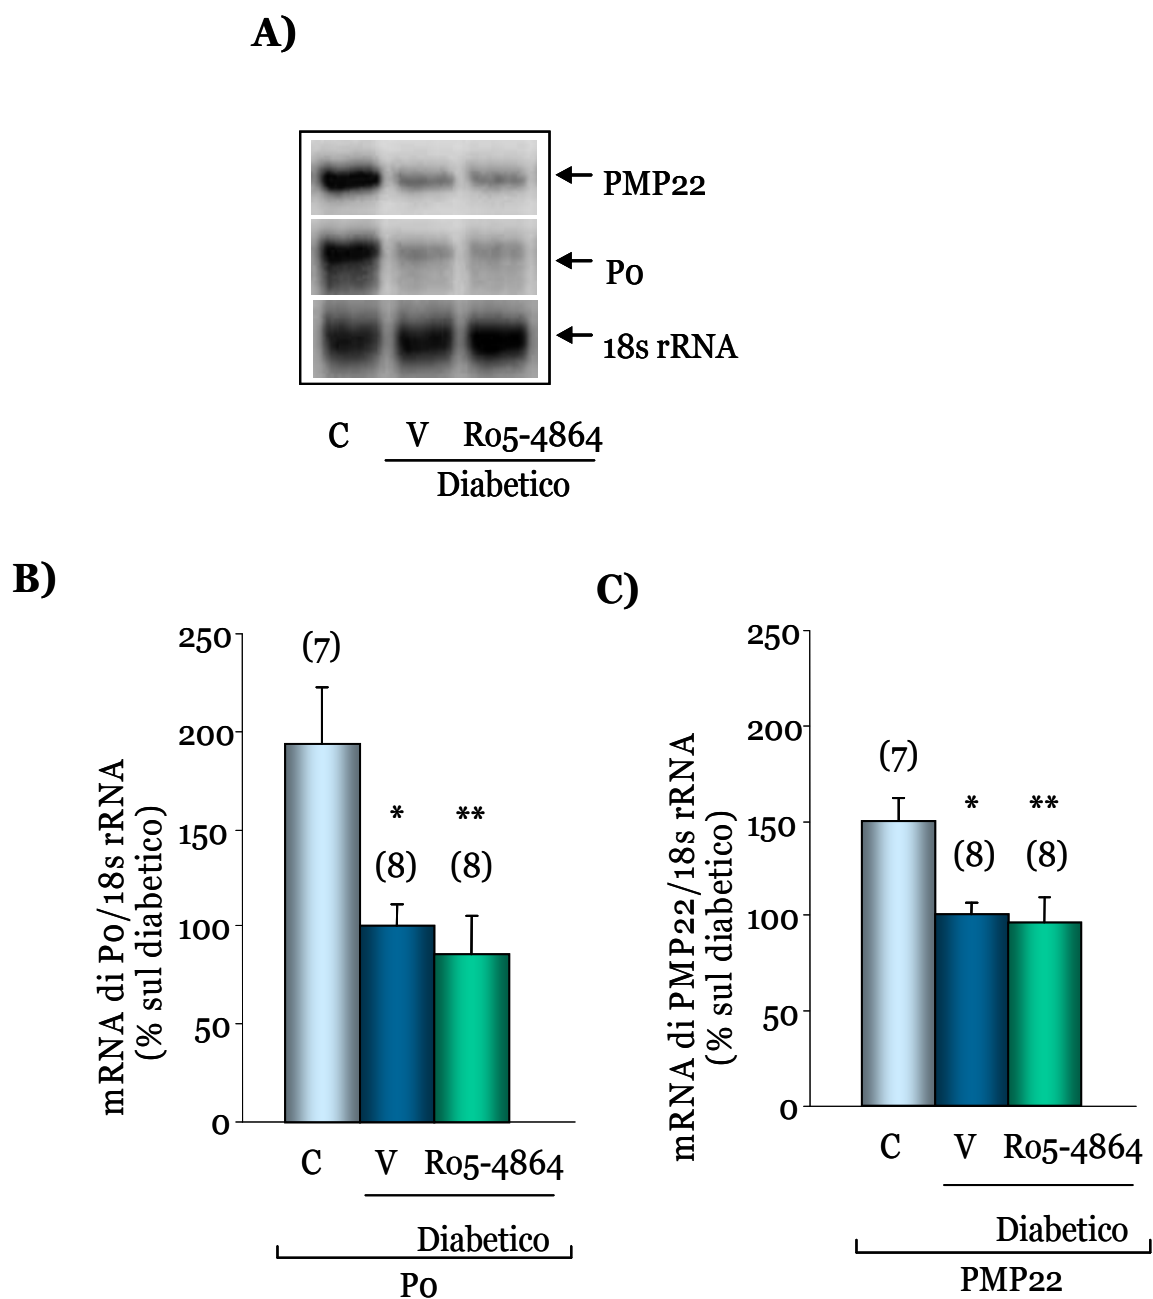 A)
PMP22
P0
18s rRNA
C V Ro5-4864
Diabetico
B)
mRNA di P0/18s rRNA
(% sul diabetico)
250
200
150
100
50
0
(7)
* **
(8) (8)
C V Ro5-4864
Diabetico
P0
C)
mRNA di PMP22/18s rRNA
(% sul diabetico)
250
200
150
100
50
0
(7)
* **
(8) (8)
C V Ro5-4864
Diabetico
PMP22